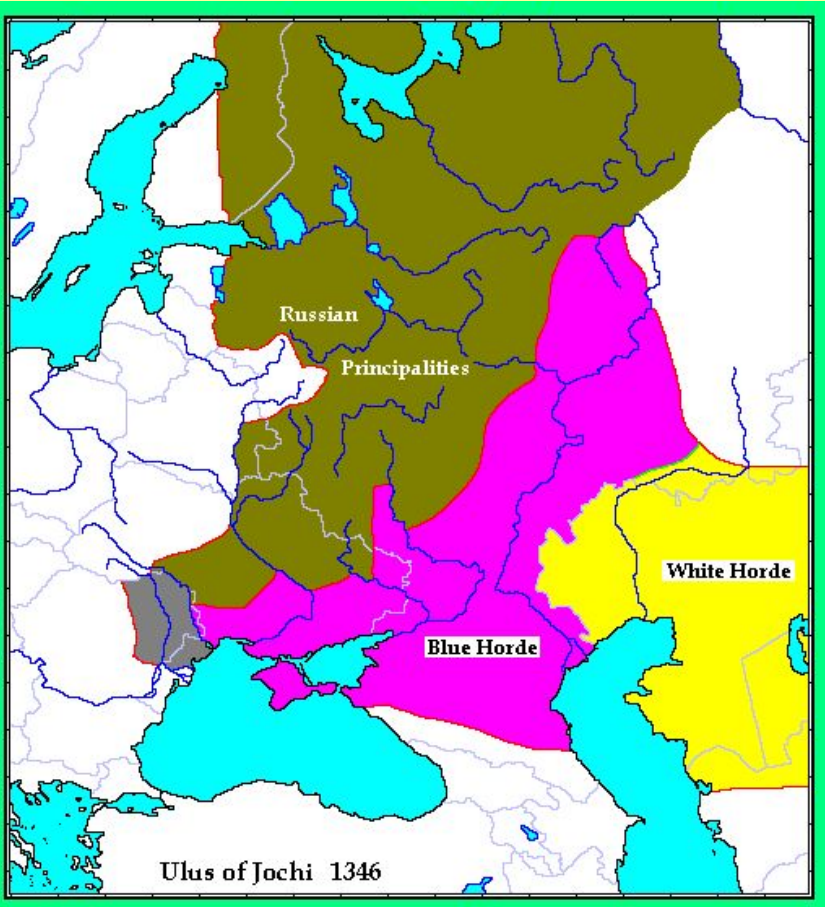 Russian
Principalities
White Horde
Blue Horde
Ulus of Jochi 1346